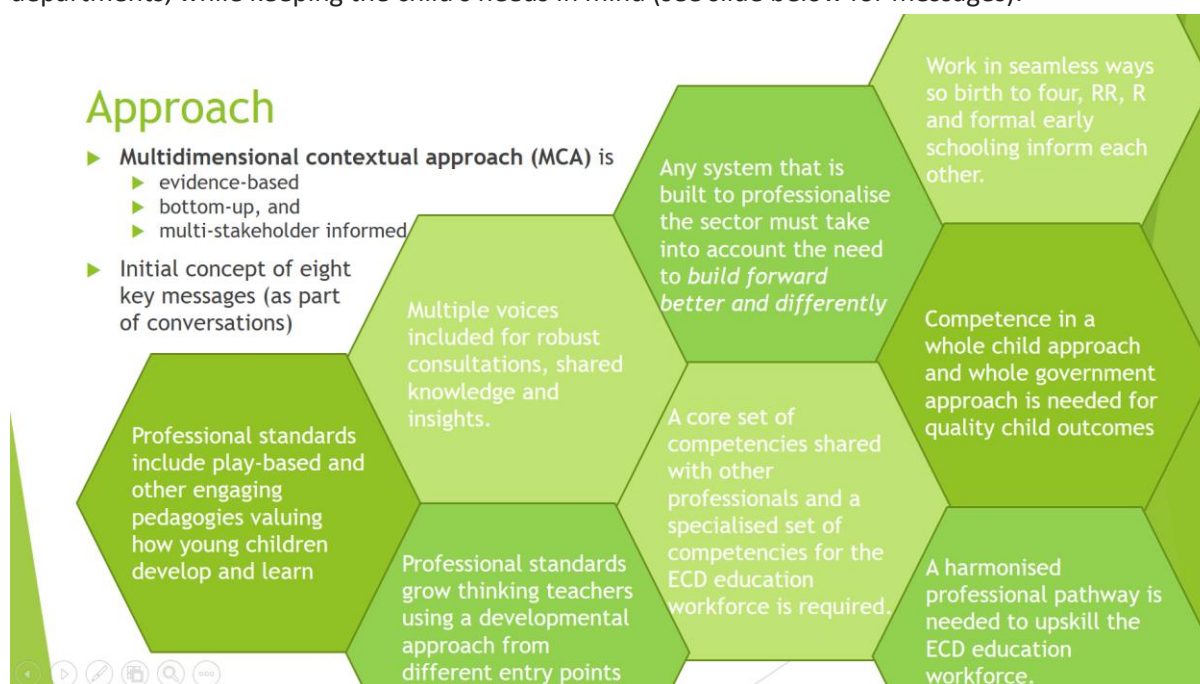 departments) while keeping the child's needs in mind (see slide below for messages).
Approach
Multidimensional contextual approach (MCA) is
evidence-based
bottom-up, and
multi-stakeholder informed
Initial concept of eight
key messages (as part
of conversations)
Professional standards
include play-based and
other engaging
pedagogies valuing
how young children
develop and learn
Multiple voices
included for robust
consultations, shared
knowledge and
insights.
Professional standards
grow thinking teachers
using a developmental
approach from
different entry points
Any system that is
built to professionalise
the sector must take
into account the need
to build forward
better and differently
A core set of
competencies shared
with other
professionals and a
specialised set of
competencies for the
ECD education
workforce is required.
Work in seamless ways
so birth to four, RR, R
and formal early
schooling inform each
other.
Competence in a
whole child approach
and whole government
approach is needed for
quality child outcomes
A harmonised
professional pathway is
needed to upskill the
ECD education
workforce.